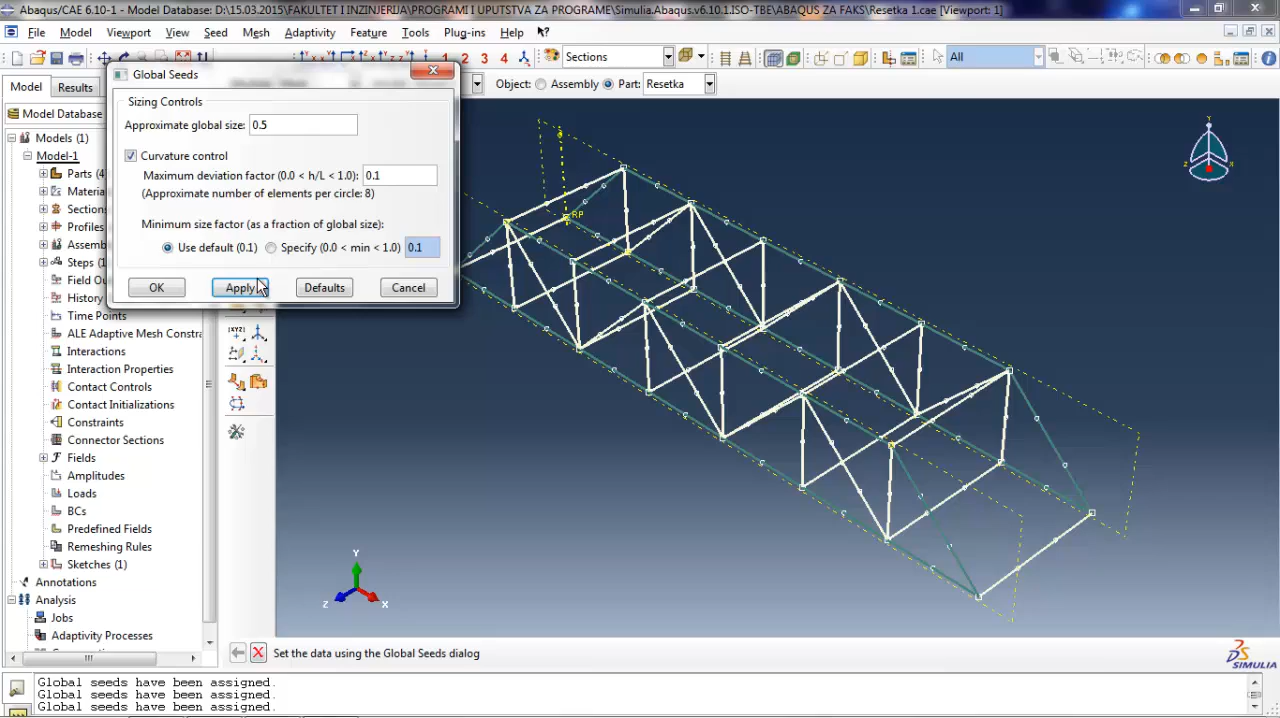 Abaqus/CAE 6.10-1 - Model Database: D:\15.03.2015\FAKULTET I INZINJERIJA\PROGRAMI I UPUTSTVA ZA PROGRAME\Simulia.Abaqus.v6.10.1.ISO-TBE\ABAQUS ZA FAKS\Resetka 1.cae [Viewport: 1]
File Model Viewport View Seed Mesh Adaptivity Feature Tools Plug-ins Help
1 2 3 4 Sections All
Model Results
Object: Assembly Part: Resetka
Global Seeds
Sizing Controls
Approximate global size: 0.5
Curvature control
Maximum deviation factor (0.0 < h/L < 1.0): 0.1
(Approximate number of elements per circle: 8)
Minimum size factor (as a fraction of global size):
Use default (0.1) Specify (0.0 < min < 1.0) 0.1
OK Apply Defaults Cancel
Model Database
Models (1)
Model-1
Parts (4
Material
Sections
Profiles
Assemb
Steps (1)
Field Ou
History
Time Points
ALE Adaptive Mesh Constra
Interactions
Interaction Properties
Contact Controls
Contact Initializations
Constraints
Connector Sections
Fields
Amplitudes
Loads
BCs
Predefined Fields
Remeshing Rules
Sketches (1)
Annotations
Analysis
Jobs
Adaptivity Processes
(XYZ)
RP
Y
Z X
Y
Z X
Set the data using the Global Seeds dialog
SIMULIA
Global seeds have been assigned.
Global seeds have been assigned.
Global seeds have been assigned.